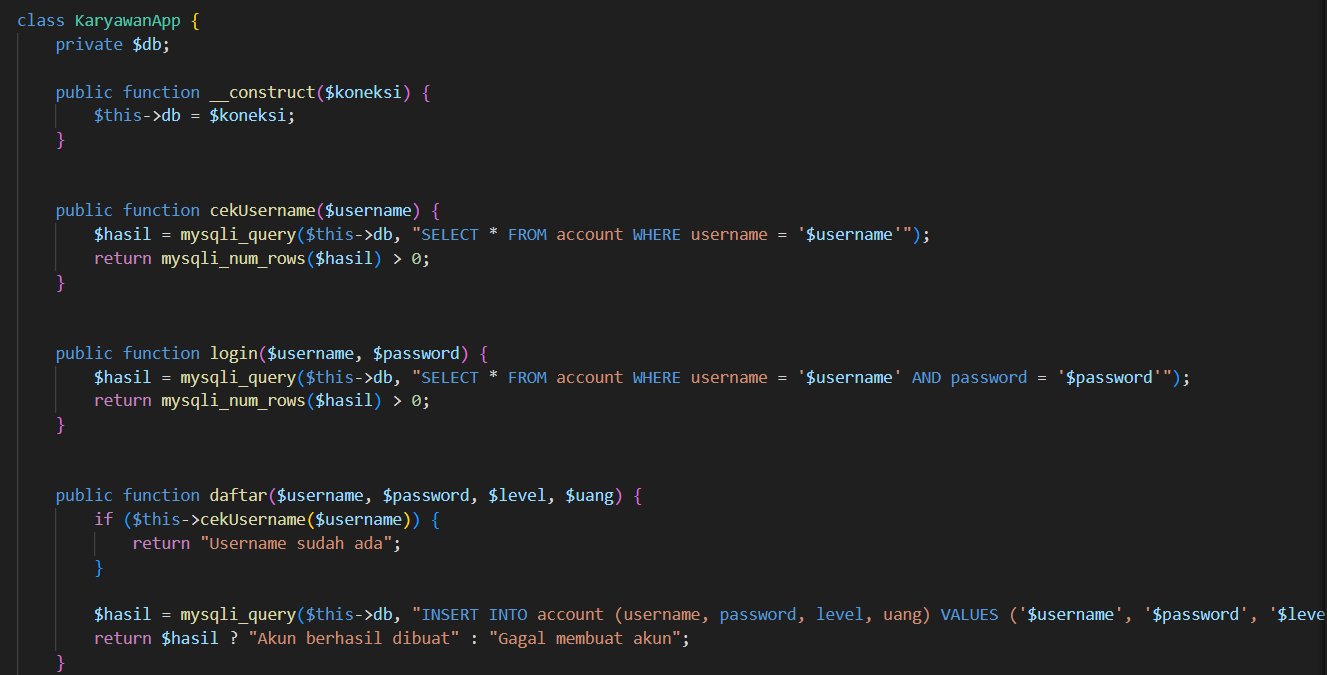 class KaryawanApp {
private $db;
public function __construct($koneksi) {
$this->db = $koneksi;
}
public function cekUsername($username) {
$hasil = mysqli_query($this->db, "SELECT * FROM account WHERE username = '$username'");
return mysqli_num_rows($hasil) > 0;
}
public function login($username, $password) {
$hasil = mysqli_query($this->db, "SELECT * FROM account WHERE username = '$username' AND password = '$password'");
return mysqli_num_rows($hasil) > 0;
}
public function daftar($username, $password, $level, $uang) {
if ($this->cekUsername($username)) {
return "Username sudah ada";
}
$hasil = mysqli_query($this->db, "INSERT INTO account (username, password, level, uang) VALUES ('$username', '$password', '$leve
return $hasil ? "Akun berhasil dibuat" : "Gagal membuat akun";
}